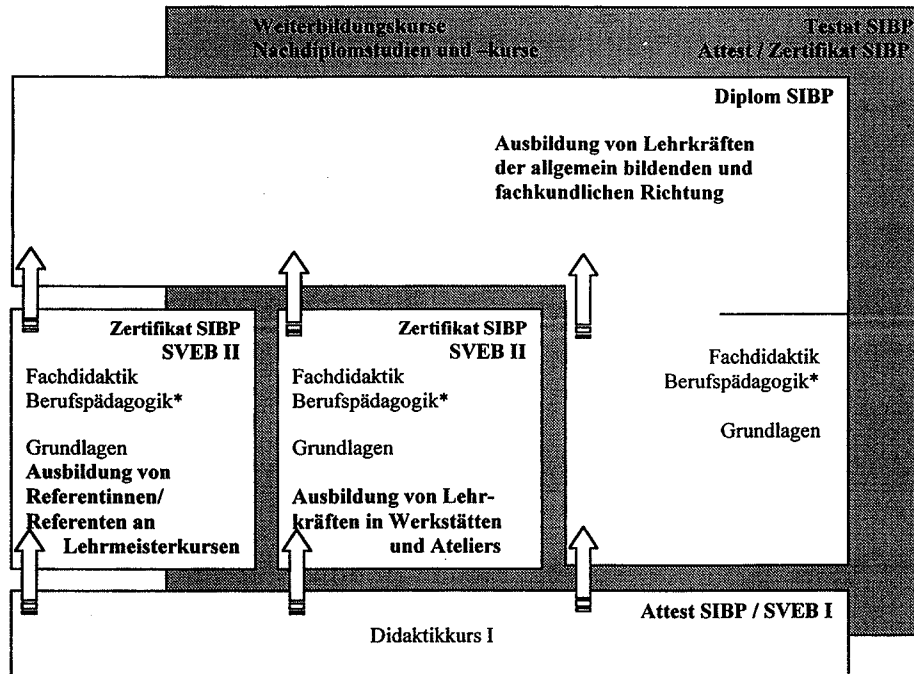 Weiterbildungskurse
Nachdiplomstudien und –kurse
Testat SIBP
Attest / Zertifikat SIBP
Diplom SIBP
Ausbildung von Lehrkräften
der allgemein bildenden und
fachkundlichen Richtung
Zertifikat SIBP
SVEB II
Fachdidaktik
Berufspädagogik*
Grundlagen
Ausbildung von
Referentinnen/
Referenten an
Lehrmeisterkursen
Zertifikat SIBP
SVEB II
Fachdidaktik
Berufspädagogik*
Grundlagen
Ausbildung von Lehr-
kräften in Werkstätten
und Ateliers
Fachdidaktik
Berufspädagogik*
Grundlagen
Attest SIBP / SVEB I
Didaktikkurs I